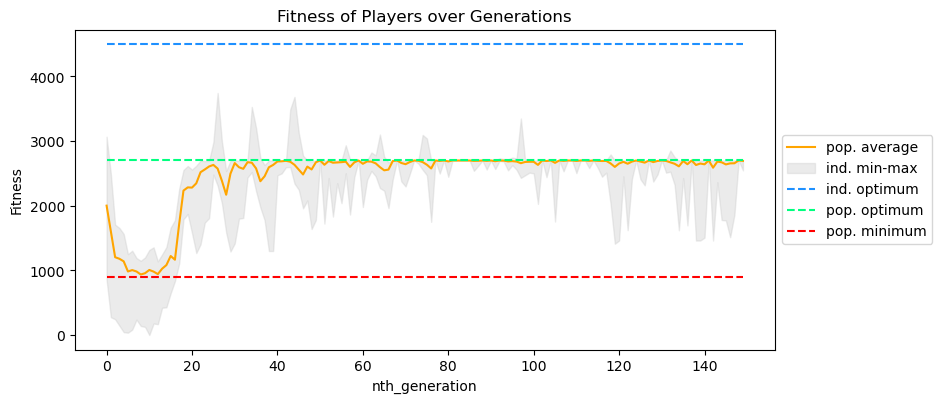 Fitness of Players over Generations
Fitness
4000
3000
2000
1000
0
0 20 40 60 80 100 120 140
nth_generation
pop. average
ind. min-max
ind. optimum
pop. optimum
pop. minimum